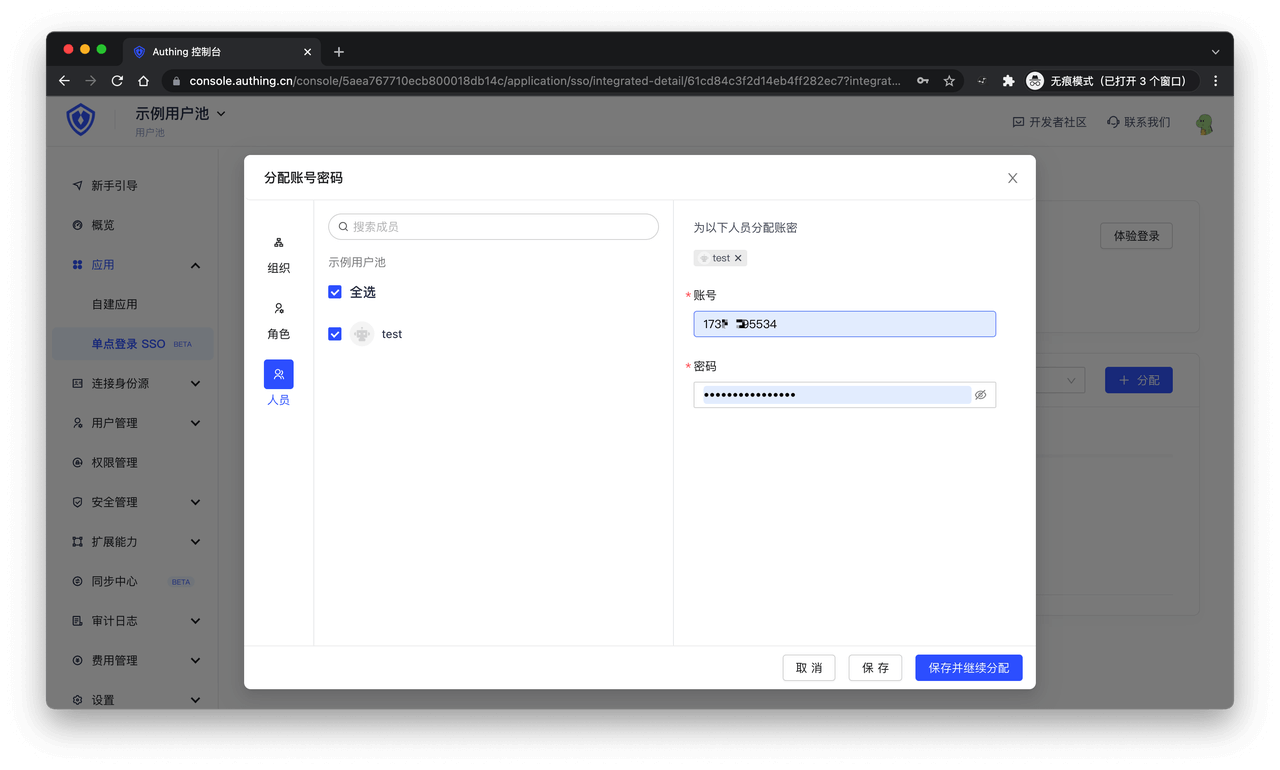 Authing 控制台
console.authing.cn/console/5aea767710ecb800018db14c/application/sso/integrated-detail/61cd84c3f2d14eb4ff282ec7?integrat...
无痕模式（已打开 3 个窗口）
示例用户池
用户池
开发者社区
联系我们
新手引导
概览
应用
自建应用
单点登录 SSO BETA
连接身份源
用户管理
权限管理
安全管理
扩展能力
同步中心 BETA
审计日志
费用管理
设置
体验登录
分配
分配账号密码
组织
角色
人员
搜索成员
示例用户池
全选
test
为以下人员分配账密
test
*账号
*密码
取 消
保 存
保存并继续分配